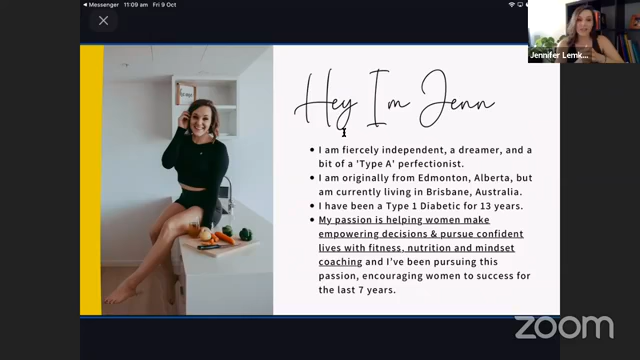 Messenger 11:09 am Fri 9 Oct
Jennifer Lemk...
Hey Im Jenn
• I am fiercely independent, a dreamer, and a
bit of a 'Type A' perfectionist.
• I am originally from Edmonton, Alberta, but
am currently living in Brisbane, Australia.
• I have been a Type 1 Diabetic for 13 years.
• My passion is helping women make
empowering decisions & pursue confident
lives with fitness, nutrition and mindset
coaching and I've been pursuing this
passion, encouraging women to success for
the last 7 years.
zoom